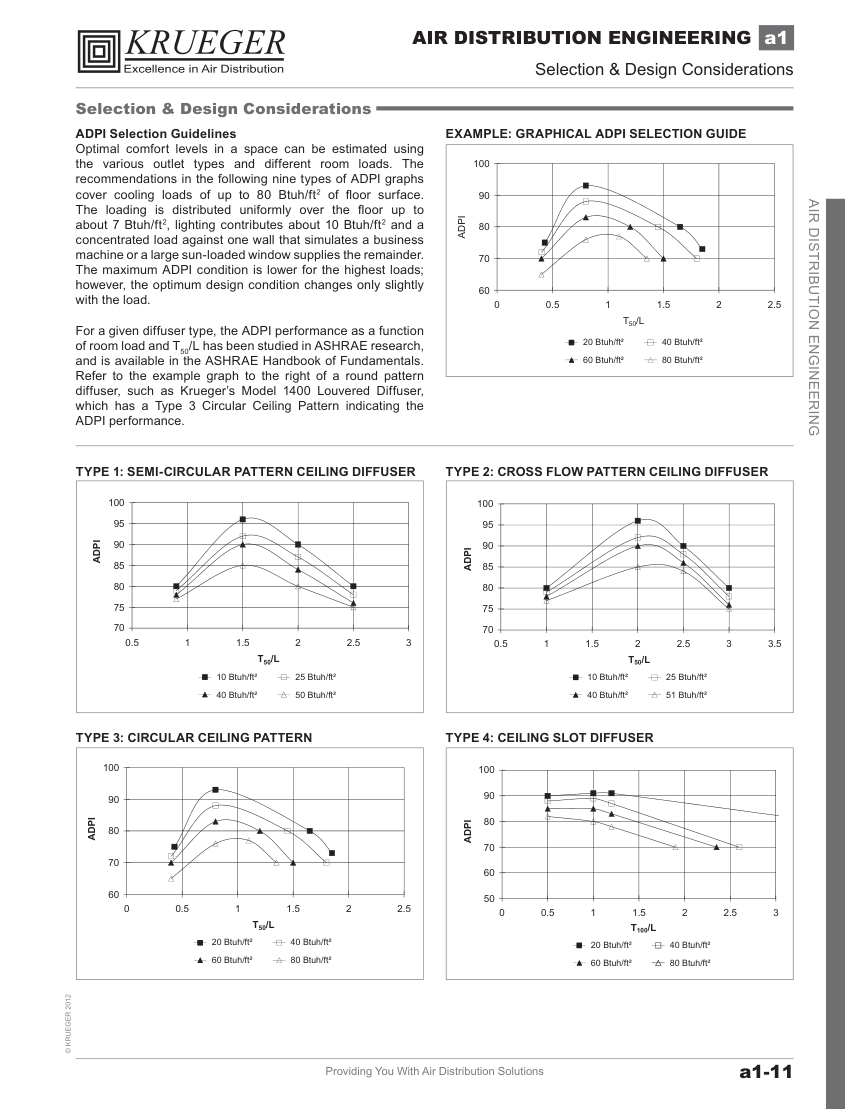 KRUEGER
Excellence in Air Distribution
AIR DISTRIBUTION ENGINEERING a1
Selection & Design Considerations
Selection & Design Considerations
ADPI Selection Guidelines
Optimal comfort levels in a space can be estimated using
the various outlet types and different room loads. The
recommendations in the following nine types of ADPI graphs
cover cooling loads of up to 80 Btuh/ft² of floor surface.
The loading is distributed uniformly over the floor up to
about 7 Btuh/ft², lighting contributes about 10 Btuh/ft² and a
concentrated load against one wall that simulates a business
machine or a large sun-loaded window supplies the remainder.
The maximum ADPI condition is lower for the highest loads;
however, the optimum design condition changes only slightly
with the load.
For a given diffuser type, the ADPI performance as a function
of room load and T50/L has been studied in ASHRAE research,
and is available in the ASHRAE Handbook of Fundamentals.
Refer to the example graph to the right of a round pattern
diffuser, such as Krueger's Model 1400 Louvered Diffuser,
which has a Type 3 Circular Ceiling Pattern indicating the
ADPI performance.
EXAMPLE: GRAPHICAL ADPI SELECTION GUIDE
100
90
80
70
60
ADPI
0 0.5 1 1.5 2 2.5
T50/L
20 Btuh/ft² 40 Btuh/ft²
60 Btuh/ft² 80 Btuh/ft²
AIR DISTRIBUTION ENGINEERING
TYPE 1: SEMI-CIRCULAR PATTERN CEILING DIFFUSER
100
95
90
85
80
75
70
ADPI
0.5 1 1.5 2 2.5 3
T50/L
10 Btuh/ft² 25 Btuh/ft²
40 Btuh/ft² 50 Btuh/ft²
TYPE 2: CROSS FLOW PATTERN CEILING DIFFUSER
100
95
90
85
80
75
70
ADPI
0.5 1 1.5 2 2.5 3 3.5
T50/L
10 Btuh/ft² 25 Btuh/ft²
40 Btuh/ft² 51 Btuh/ft²
TYPE 3: CIRCULAR CEILING PATTERN
100
90
80
70
60
ADPI
0 0.5 1 1.5 2 2.5
T50/L
20 Btuh/ft² 40 Btuh/ft²
60 Btuh/ft² 80 Btuh/ft²
TYPE 4: CEILING SLOT DIFFUSER
100
90
80
70
60
50
ADPI
0 0.5 1 1.5 2 2.5 3
T100/L
20 Btuh/ft² 40 Btuh/ft²
60 Btuh/ft² 80 Btuh/ft²
© KRUEGER 2012
Providing You With Air Distribution Solutions
a1-11